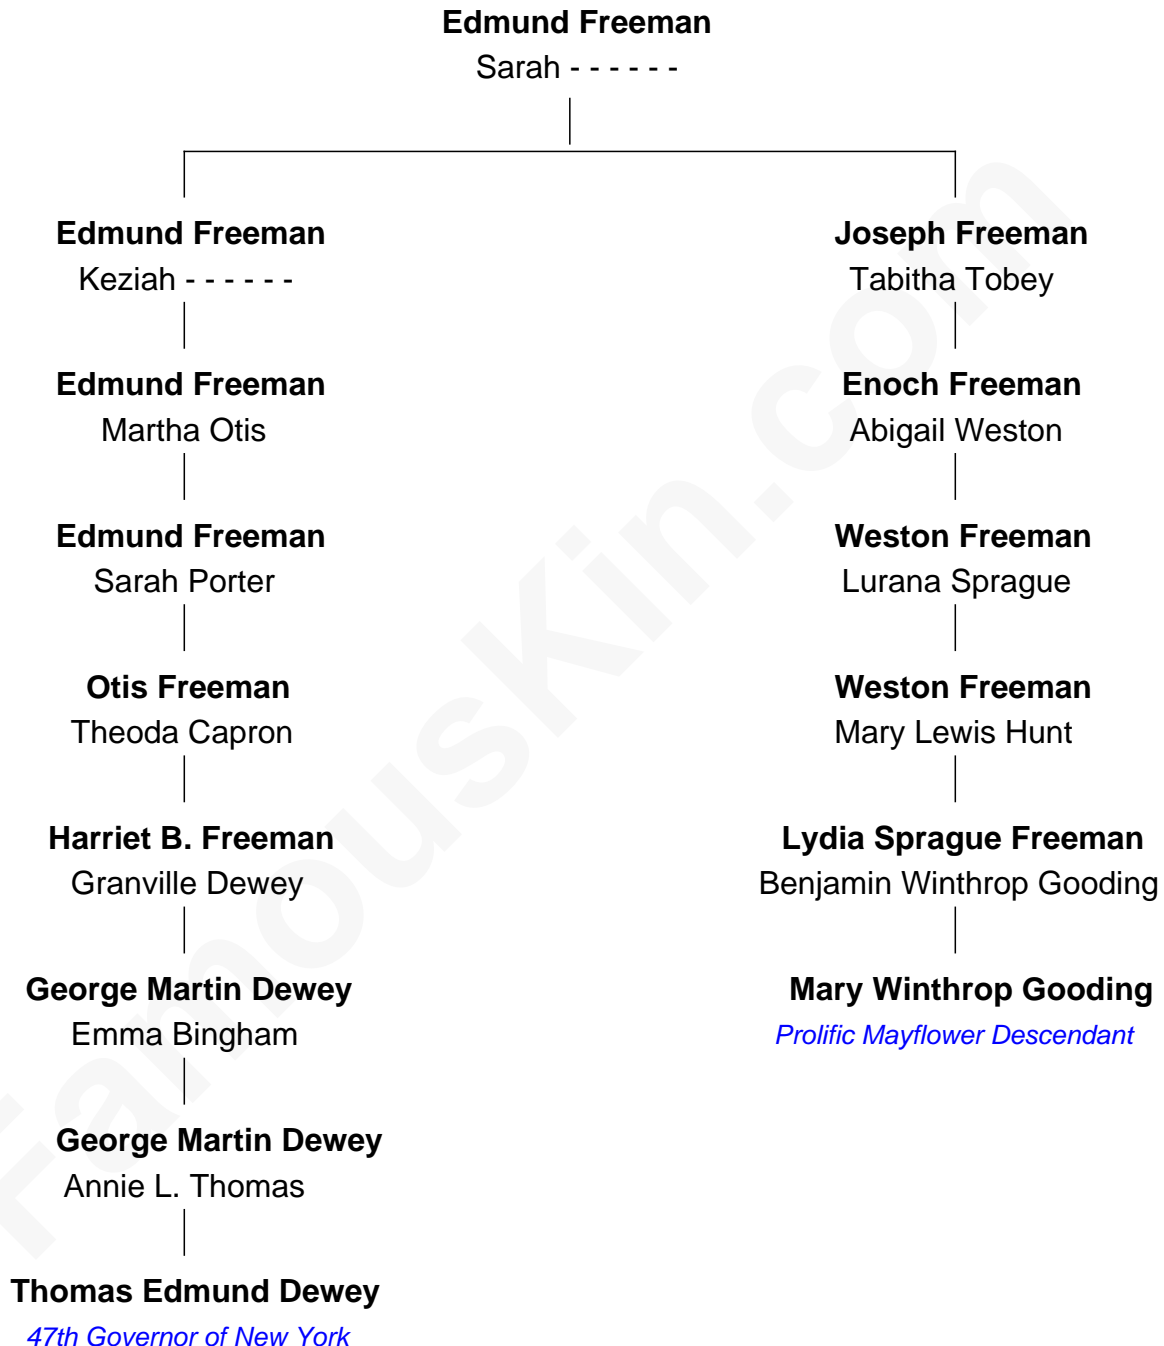 Edmund Freeman
Sarah - - - - - -
Edmund Freeman
Keziah - - - - - -
Joseph Freeman
Tabitha Tobey
Edmund Freeman
Martha Otis
Enoch Freeman
Abigail Weston
Edmund Freeman
Sarah Porter
Weston Freeman
Lurana Sprague
Otis Freeman
Theoda Capron
Weston Freeman
Mary Lewis Hunt
Harriet B. Freeman
Granville Dewey
Lydia Sprague Freeman
Benjamin Winthrop Gooding
George Martin Dewey
Emma Bingham
Mary Winthrop Gooding
Prolific Mayflower Descendant
George Martin Dewey
Annie L. Thomas
Thomas Edmund Dewey
47th Governor of New York
FamousKin.com